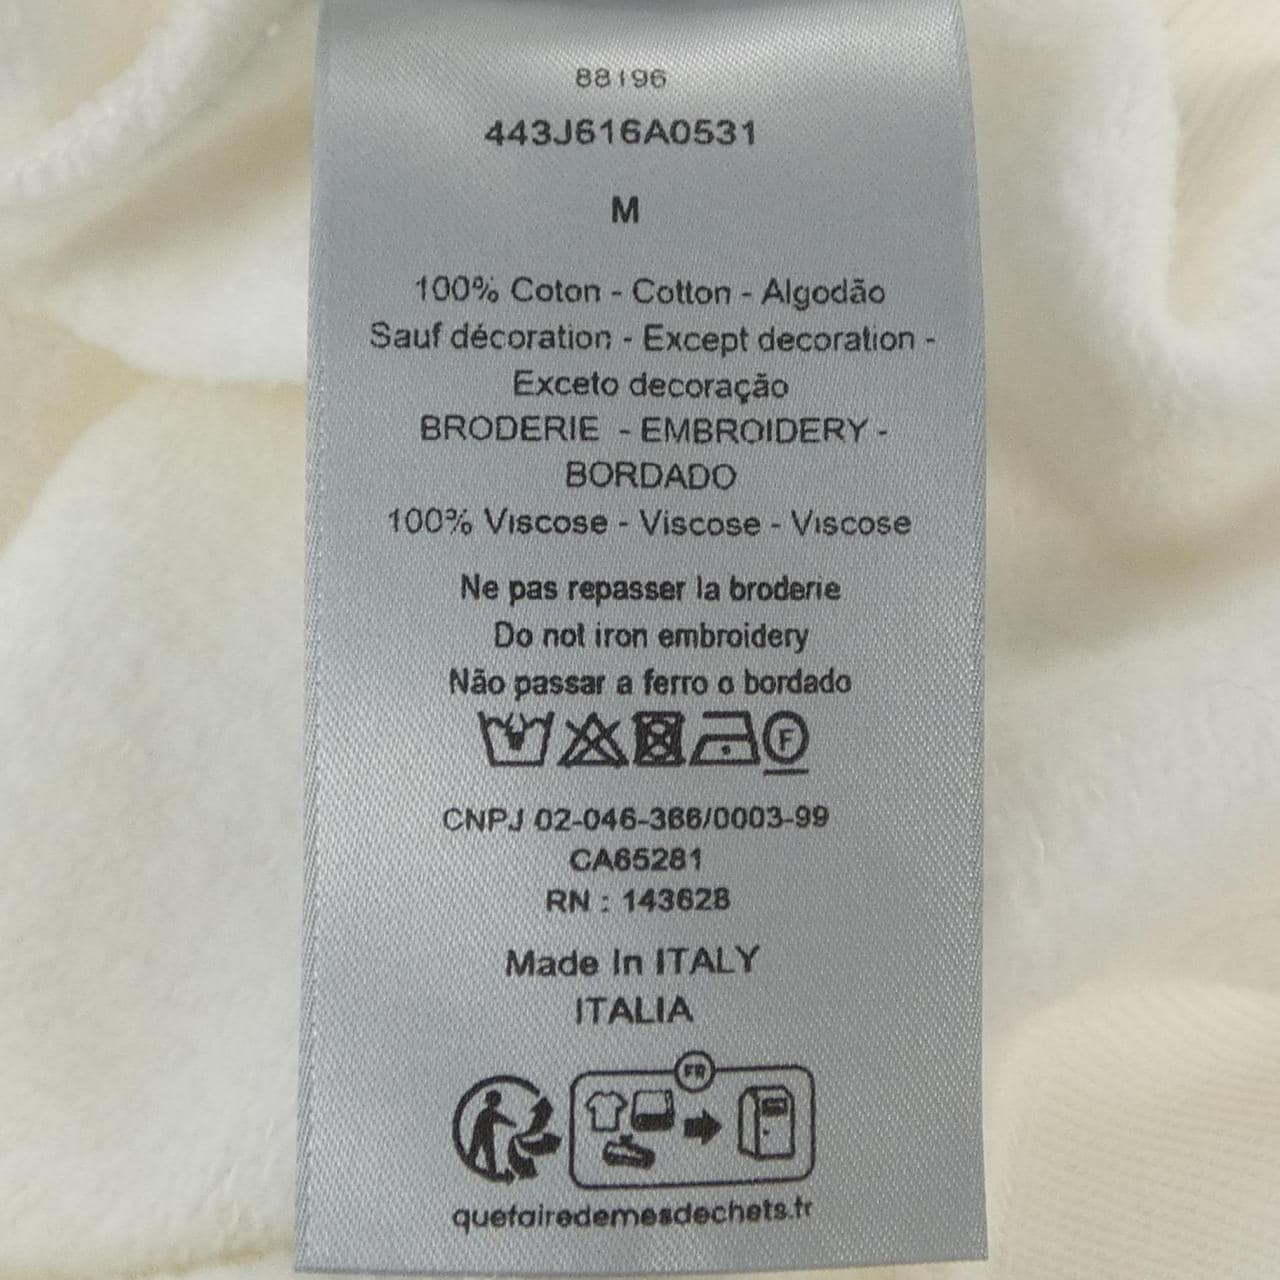 88196
443J616A0531
M
100% Coton - Cotton - Algodão
Sauf décoration - Except decoration -
Exceto decoração
BRODERIE - EMBROIDERY -
BORDADO
100% Viscose - Viscose - Viscose
Ne pas repasser la broderie
Do not iron embroidery
Não passar a ferro o bordado
F
CNPJ 02-046-366/0003-99
CA65281
RN : 143628
Made In ITALY
ITALIA
FR
quefairedemesdechets.fr